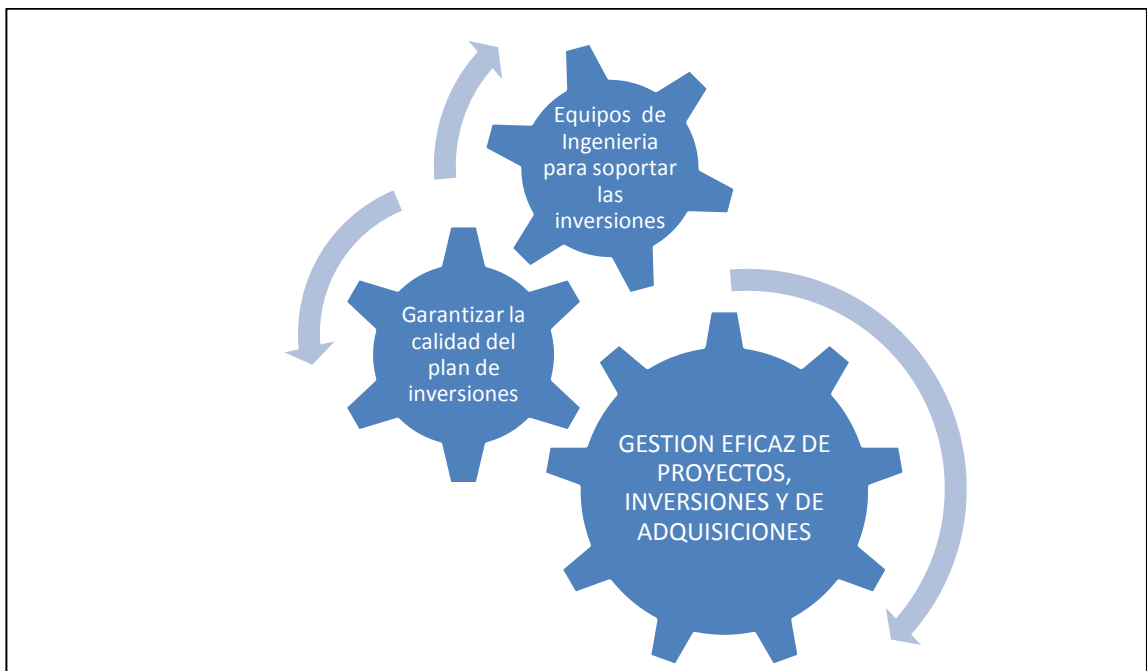 Equipos de
Ingenieria
para soportar
las
inversiones
Garantizar la
calidad del
plan de
inversiones
GESTION EFICAZ DE
PROYECTOS,
INVERSIONES Y DE
ADQUISICIONES